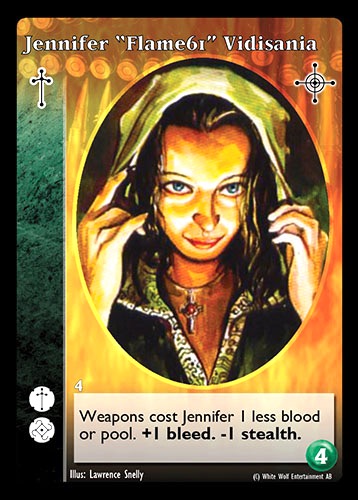 Jennifer “Flame61” Vidisania
4
Weapons cost Jennifer 1 less blood
or pool. +1 bleed. -1 stealth.
4
Illus: Lawrence Snelly
(C) White Wolf Entertainment AB